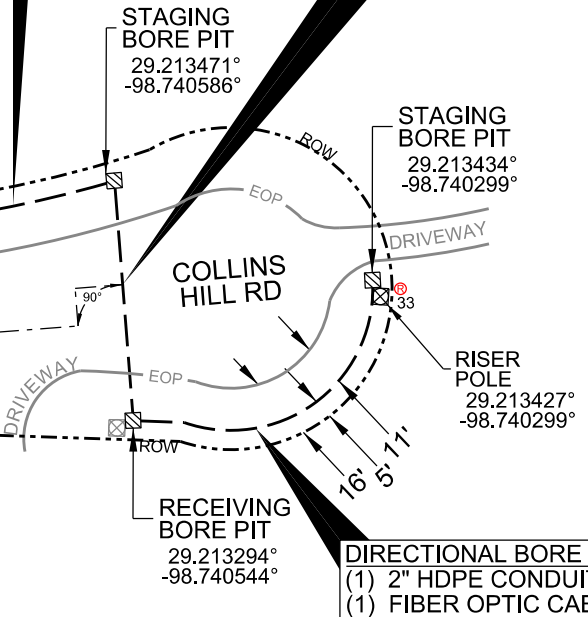 STAGING
BORE PIT
29.213471°
-98.740586°
STAGING
BORE PIT
29.213434°
-98.740299°
ROW
EOP
DRIVEWAY
COLLINS
HILL RD
90°
R
33
DRIVEWAY
EOP
RISER
POLE
29.213427°
-98.740299°
ROW
11'
5'
16'
RECEIVING
BORE PIT
29.213294°
-98.740544°
DIRECTIONAL BORE
(1) 2" HDPE CONDUIT
(1) FIBER OPTIC CAB